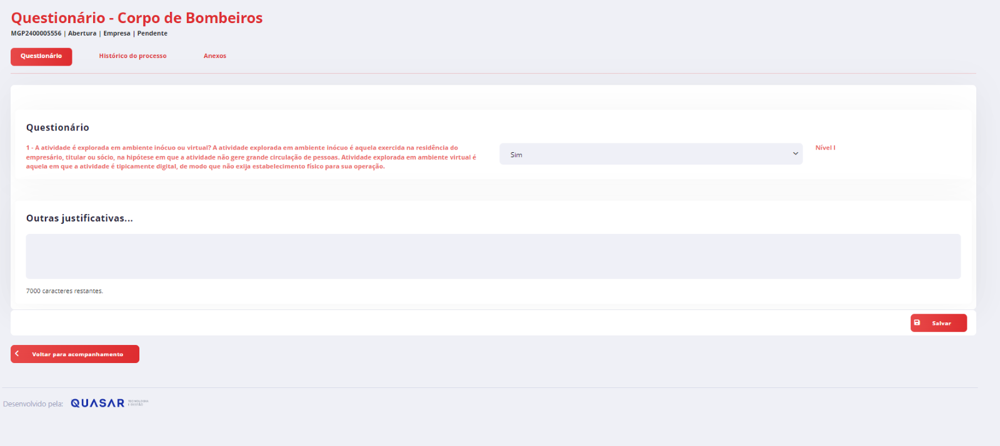 Questionário - Corpo de Bombeiros
MGP2400005556 | Abertura | Empresa | Pendente
Questionário Histórico do processo Anexos
Questionário
1 - A atividade é explorada em ambiente inócuo ou virtual? A atividade explorada em ambiente inócuo é aquela exercida na residência do
empresário, titular ou sócio, na hipótese em que a atividade não gere grande circulação de pessoas. Atividade explorada em ambiente virtual é
aquela em que a atividade é tipicamente digital, de modo que não exija estabelecimento físico para sua operação.
Sim
Nível I
Outras justificativas...
7000 caracteres restantes.
Salvar
Voltar para acompanhamento
Desenvolvido pela: QUASAR TECNOLOGIA
E GESTÃO